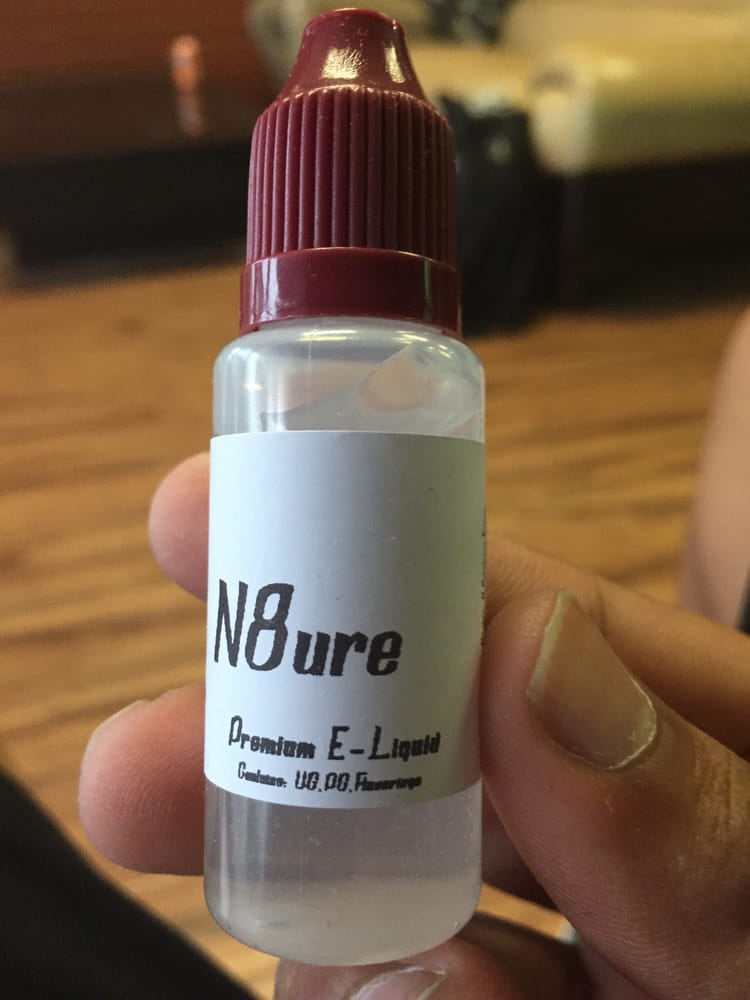 N8ure
Premium E-Liquid
Contains: VG, PG, Flavorings